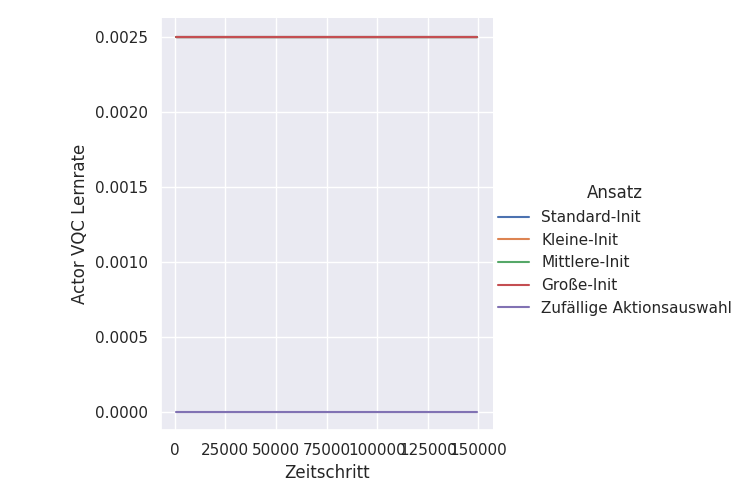 0.0025
0.0020
0.0015
0.0010
0.0005
0.0000
Actor VQC Lernrate
0 25000 50000 75000 100000 125000 150000
Zeitschritt
Ansatz
Standard-Init
Kleine-Init
Mittlere-Init
Große-Init
Zufällige Aktionsauswahl